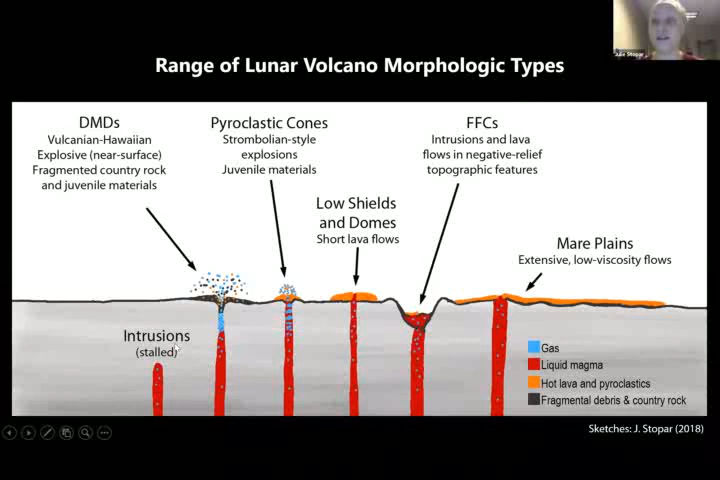 Julie Stopar
Range of Lunar Volcano Morphologic Types
DMDs
Vulcanian-Hawaiian
Explosive (near-surface)
Fragmented country rock
and juvenile materials
Pyroclastic Cones
Strombolian-style
explosions
Juvenile materials
Low Shields
and Domes
Short lava flows
FFCs
Intrusions and lava
flows in negative-relief
topographic features
Mare Plains
Extensive, low-viscosity flows
Intrusions
(stalled)
Gas
Liquid magma
Hot lava and pyroclastics
Fragmental debris & country rock
Sketches: J. Stopar (2018)